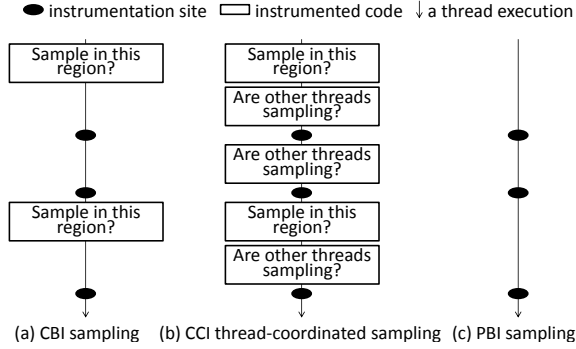 instrumentation site instrumented code a thread execution
Sample in this
region?
Sample in this
region?
Are other threads
sampling?
Are other threads
sampling?
Sample in this
region?
Sample in this
region?
Are other threads
sampling?
(a) CBI sampling (b) CCI thread-coordinated sampling (c) PBI sampling